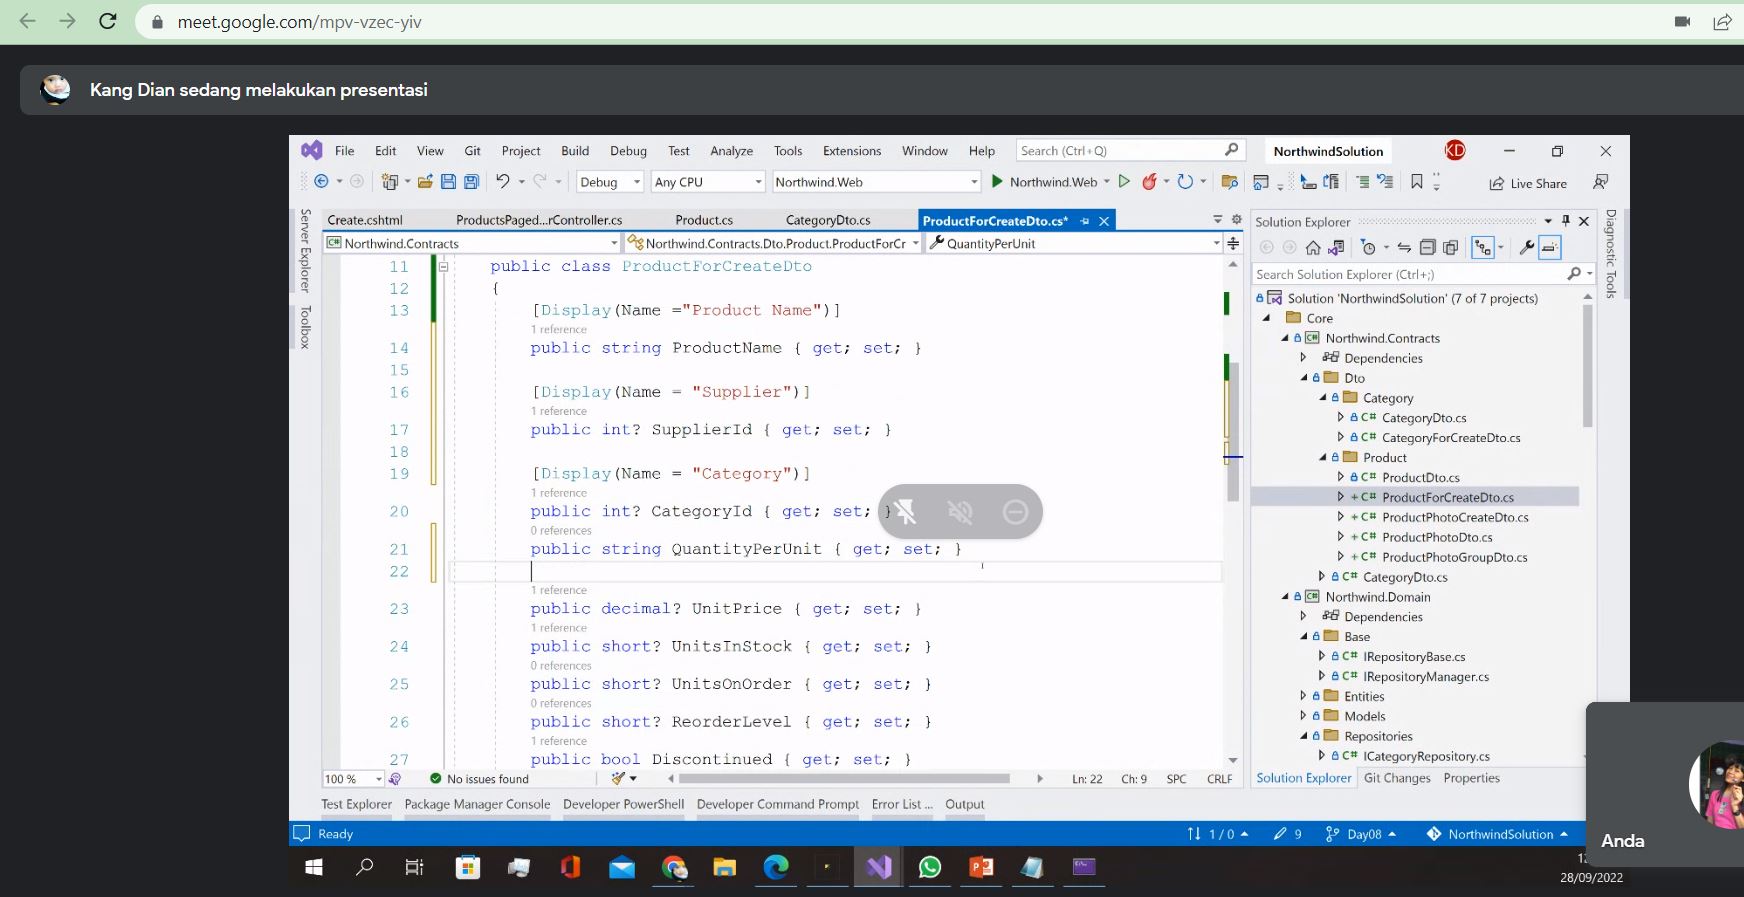 meet.google.com/mpv-vzec-yiv
Kang Dian sedang melakukan presentasi
File Edit View Git Project Build Debug Test Analyze Tools Extensions Window Help Search (Ctrl+Q) NorthwindSolution KD
Debug Any CPU Northwind.Web Northwind.Web Live Share
Server Explorer
Toolbox
Create.cshtml ProductsPaged...rController.cs Product.cs CategoryDto.cs ProductForCreateDto.cs*
Northwind.Contracts Northwind.Contracts.Dto.Product.ProductForCr QuantityPerUnit
11 public class ProductForCreateDto
12 {
13 [Display(Name ="Product Name")]
1 reference
14 public string ProductName { get; set; }
15
16 [Display(Name = "Supplier")]
1 reference
17 public int? SupplierId { get; set; }
18
19 [Display(Name = "Category")]
1 reference
20 public int? CategoryId { get; set; }
0 references
21 public string QuantityPerUnit { get; set; }
22
1 reference
23 public decimal? UnitPrice { get; set; }
1 reference
24 public short? UnitsInStock { get; set; }
0 references
25 public short? UnitsOnOrder { get; set; }
0 references
26 public short? ReorderLevel { get; set; }
1 reference
27 public bool Discontinued { get; set; }
100 % No issues found Ln: 22 Ch: 9 SPC CRLF
Test Explorer Package Manager Console Developer PowerShell Developer Command Prompt Error List ... Output
Solution Explorer
Search Solution Explorer (Ctrl+;)
Solution 'NorthwindSolution' (7 of 7 projects)
Core
C# Northwind.Contracts
Dependencies
Dto
Category
C# CategoryDto.cs
C# CategoryForCreateDto.cs
Product
C# ProductDto.cs
+ C# ProductForCreateDto.cs
+ C# ProductPhotoCreateDto.cs
+ C# ProductPhotoDto.cs
+ C# ProductPhotoGroupDto.cs
C# CategoryDto.cs
C# Northwind.Domain
Dependencies
Base
C# IRepositoryBase.cs
C# IRepositoryManager.cs
Entities
Models
Repositories
C# ICategoryRepository.cs
Solution Explorer Git Changes Properties
Diagnostic Tools
Ready 1 / 0 9 Day08 NorthwindSolution
Anda
28/09/2022